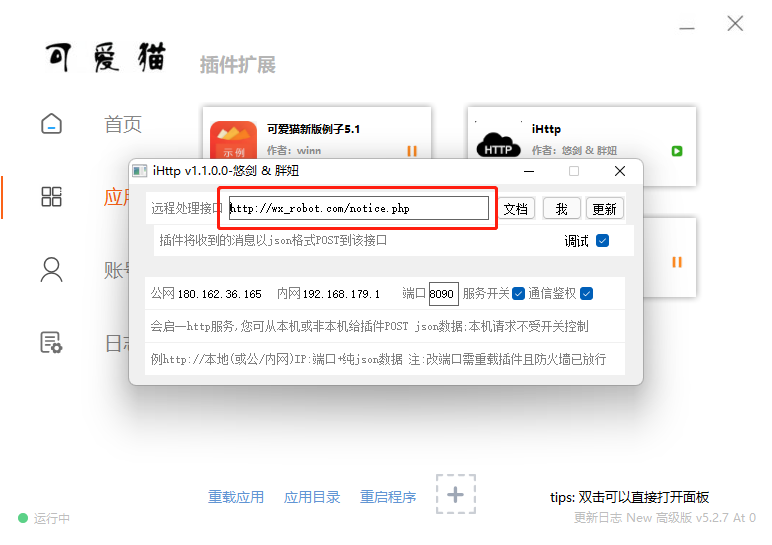 可爱猫 插件扩展
首页
可爱猫新版例子5.1
作者：winn
示例
iHttp
作者：悠剑 & 胖妞
HTTP
iHttp v1.1.0.0-悠剑 & 胖妞
远程处理接口 http://wx_robot.com/notice.php 文档 我 更新
插件将收到的消息以json格式POST到该接口 调试
公网 180.162.36.165 内网 192.168.179.1 端口 8090 服务开关 通信鉴权
会启一http服务,您可从本机或非本机给插件POST json数据;本机请求不受开关控制
例http://本地(或公/内网)IP:端口+纯json数据 注:改端口需重载插件且防火墙已放行
应
账
日
重载应用 应用目录 重启程序
tips: 双击可以直接打开面板
运行中
更新日志 New 高级版 v5.2.7 At 0